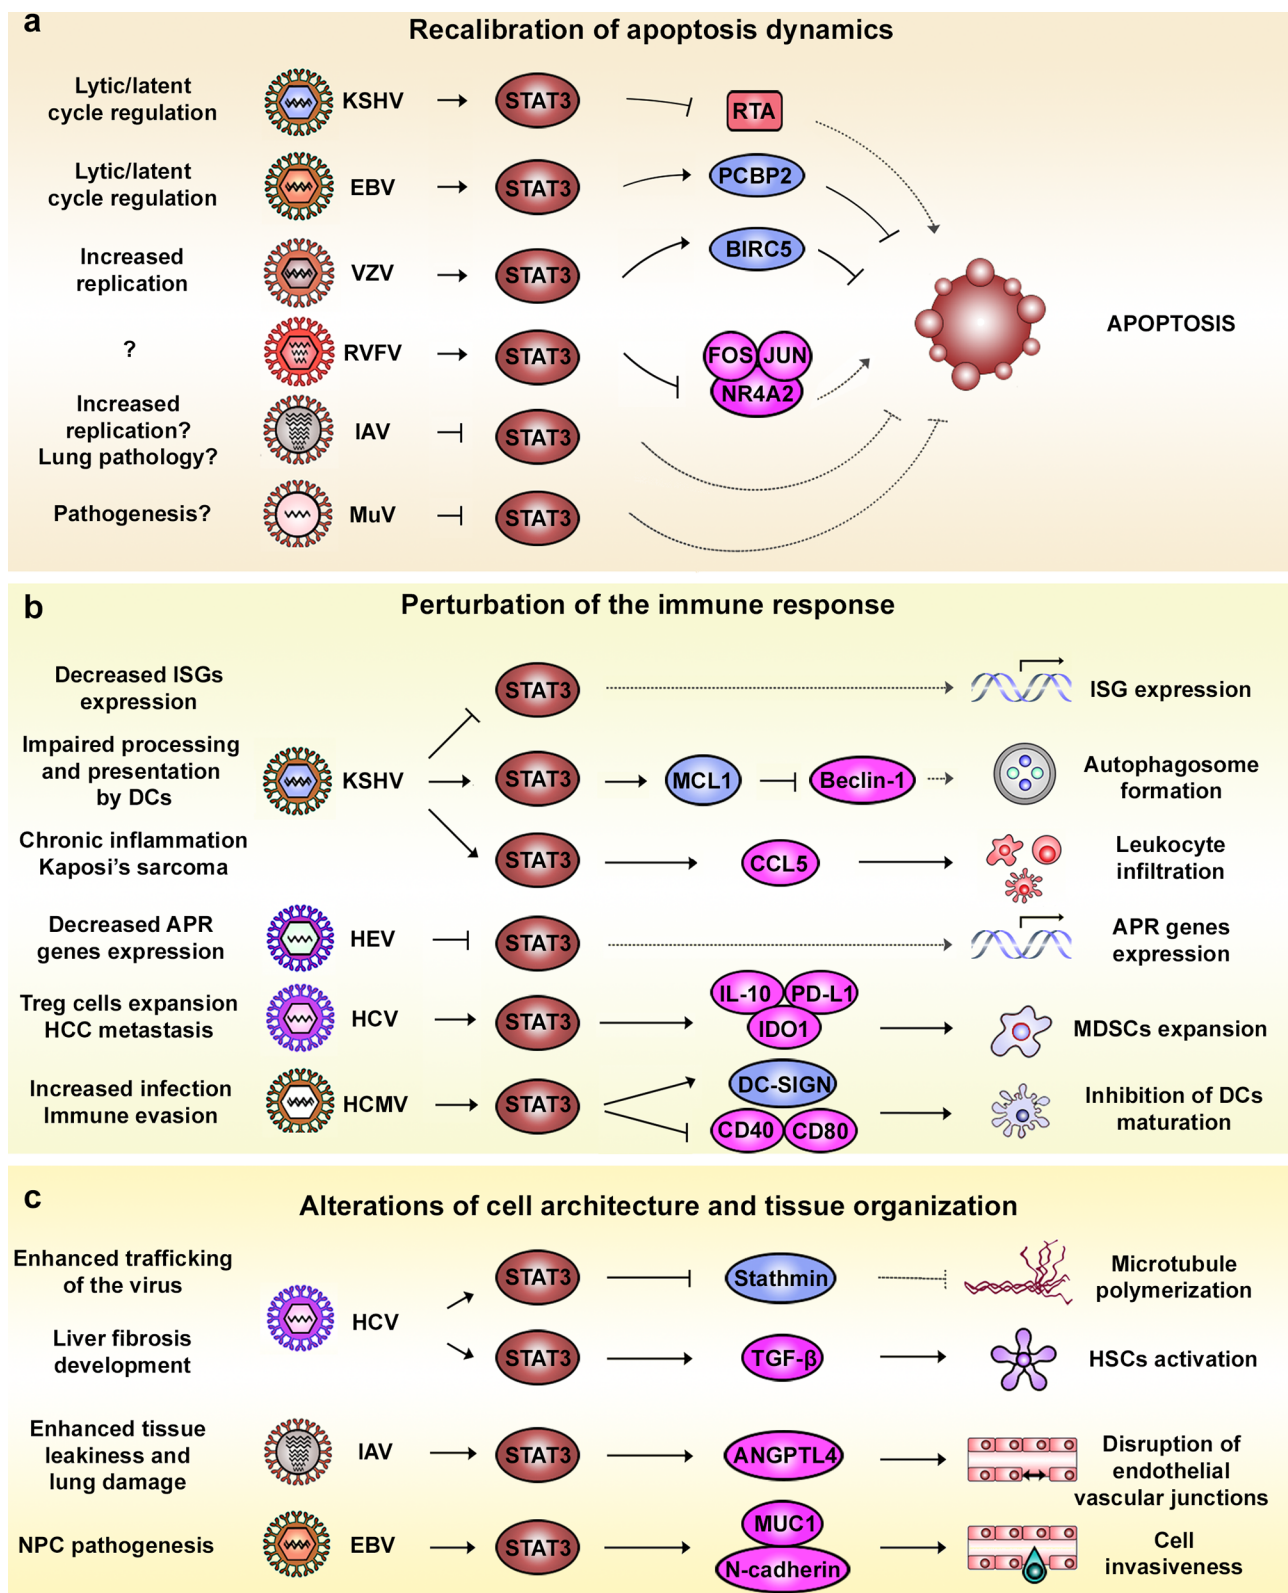 a
Recalibration of apoptosis dynamics
Lytic/latent
cycle regulation
KSHV
STAT3
RTA
Lytic/latent
cycle regulation
EBV
STAT3
PCBP2
Increased
replication
VZV
STAT3
BIRC5
APOPTOSIS
?
RVFV
STAT3
FOS JUN
NR4A2
Increased
replication?
Lung pathology?
IAV
STAT3
Pathogenesis?
MuV
STAT3
b
Perturbation of the immune response
Decreased ISGs
expression
STAT3
ISG expression
Impaired processing
and presentation
by DCs
KSHV
STAT3
MCL1
Beclin-1
Autophagosome
formation
Chronic inflammation
Kaposi’s sarcoma
STAT3
CCL5
Leukocyte
infiltration
Decreased APR
genes expression
HEV
STAT3
APR genes
expression
Treg cells expansion
HCC metastasis
HCV
STAT3
IL-10 PD-L1
IDO1
MDSCs expansion
Increased infection
Immune evasion
HCMV
STAT3
DC-SIGN
CD40 CD80
Inhibition of DCs
maturation
c
Alterations of cell architecture and tissue organization
Enhanced trafficking
of the virus
HCV
STAT3
Stathmin
Microtubule
polymerization
Liver fibrosis
development
STAT3
TGF-β
HSCs activation
Enhanced tissue
leakiness and
lung damage
IAV
STAT3
ANGPTL4
Disruption of
endothelial
vascular junctions
NPC pathogenesis
EBV
STAT3
MUC1
N-cadherin
Cell
invasiveness